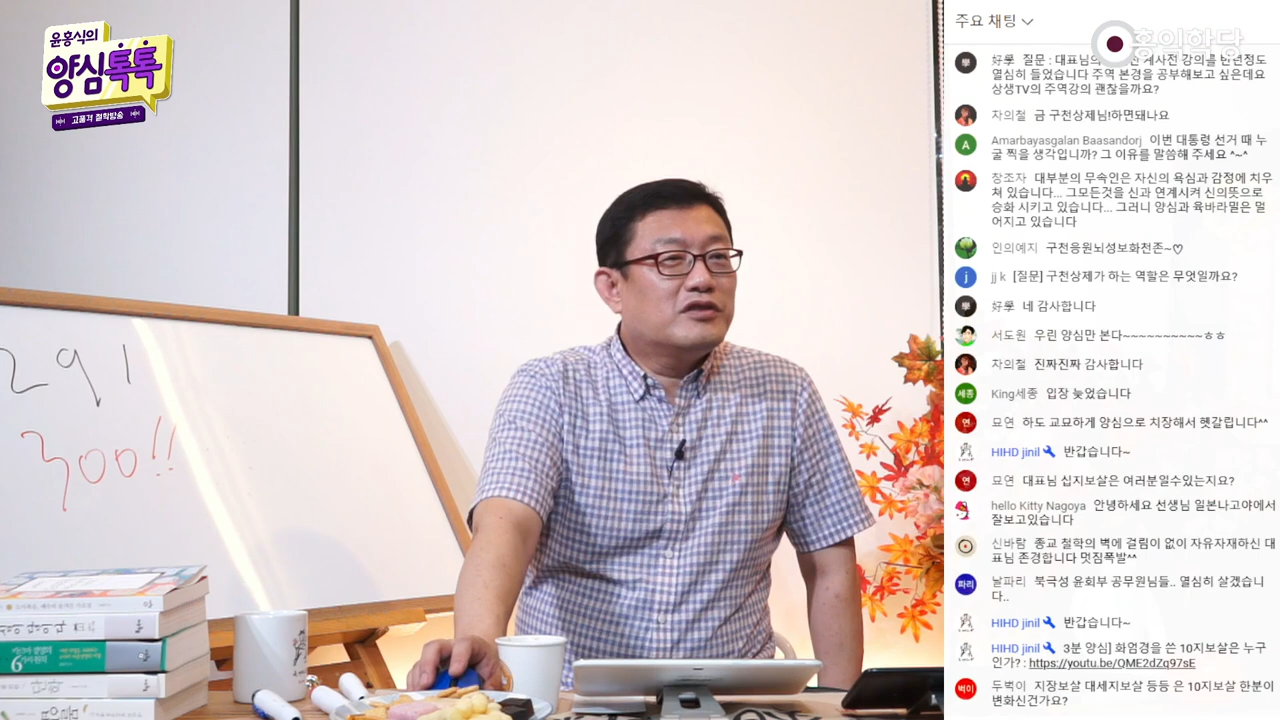 윤홍식의
양심톡톡
고품격 철학방송
291
300!!
6
주요 채팅
홍익학당
好學 질문 : 대표님의 계사전 강의를 반년정도
열심히 들었습니다 주역 본경을 공부해보고 싶은데요
상생TV의 주역강의 괜찮을까요?
자의철 금 구천상제님!하면돼나요
Amarbayasgalan Baasandorj 이번 대통령 선거 때 누
굴 찍을 생각입니까? 그 이유를 말씀해 주세요 ^~^
창조자 대부분의 무속인은 자신의 욕심과 감정에 치우
쳐 있습니다... 그모든것을 신과 연계시켜 신의뜻으로
승화 시키고 있습니다... 그러니 양심과 육바라밀은 멀
어지고 있습니다
인의예지 구천응원뇌성보화천존~♡
jj k [질문] 구천상제가 하는 역할은 무엇일까요?
好學 네 감사합니다
서도원 우린 양심만 본다~~~~~~~~~~ㅎㅎ
자의철 진짜진짜 감사합니다
King세종 입장 늦었습니다
묘연 하도 교묘하게 양심으로 치장해서 헷갈립니다^^
HIHD jinil 반갑습니다~
묘연 대표님 십지보살은 여러분일수있는지요?
hello Kitty Nagoya 안녕하세요 선생님 일본나고야에서
잘보고있습니다
신바람 종교 철학의 벽에 걸림이 없이 자유자재하신 대
표님 존경합니다 멋짐폭발^^
날파리 북극성 윤회부 공무원님들.. 열심히 살겠습니
다..
HIHD jinil 반갑습니다~
HIHD jinil 3분 양심] 화엄경을 쓴 10지보살은 누구
인가? : https://youtu.be/QME2dZq97sE
두벅이 지장보살 대세지보살 등등 은 10지보살 한분이
변화신건가요?